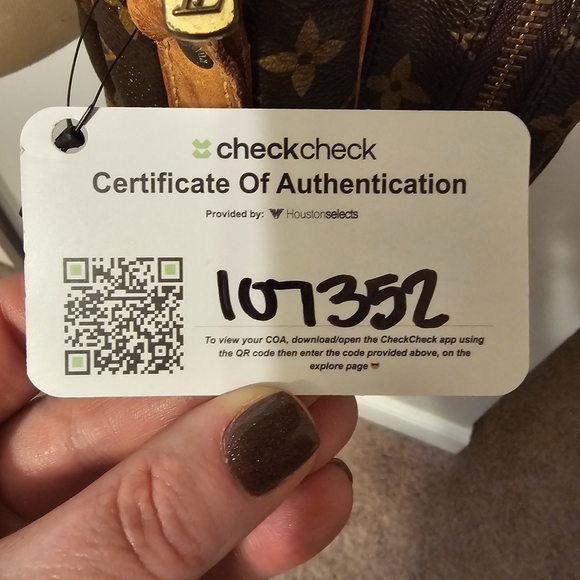 checkcheck
Certificate Of Authentication
Provided by: Houstonselects
107352
To view your COA, download/open the CheckCheck app using
the QR code then enter the code provided above, on the
explore page 😎